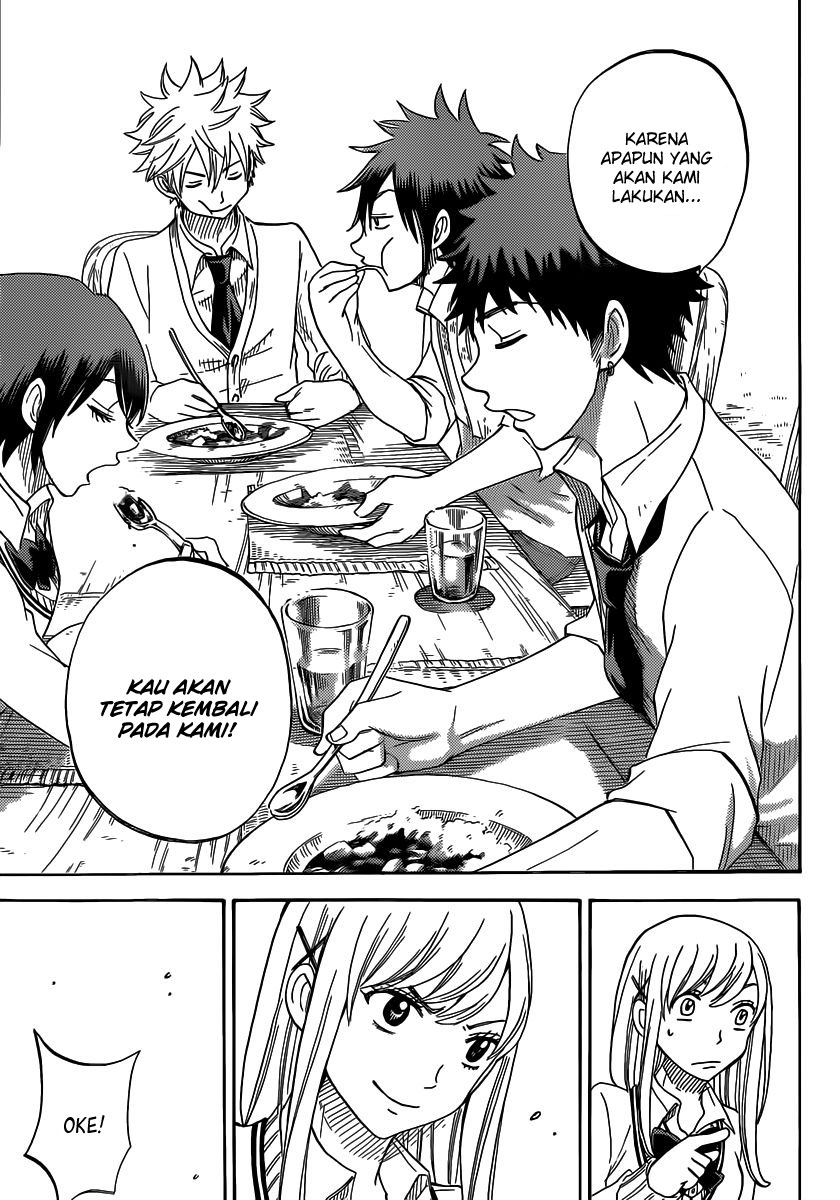 KARENA
APAPUN YANG
AKAN KAMI
LAKUKAN...
KAU AKAN
TETAP KEMBALI
PADA KAMI!
OKE!